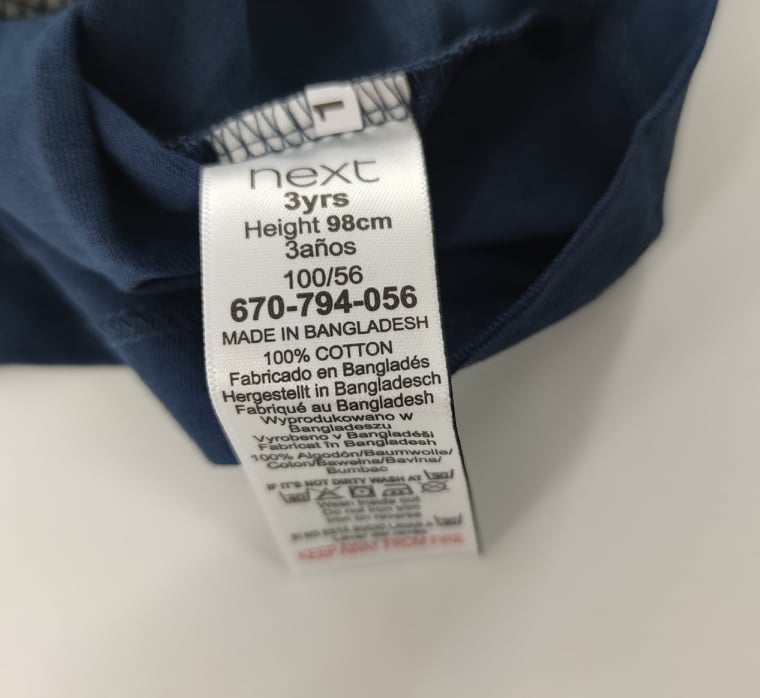 1
next
3yrs
Height 98cm
3años
100/56
670-794-056
MADE IN BANGLADESH
100% COTTON
Fabricado en Bangladés
Hergestellt in Bangladesch
Fabriqué au Bangladesh
Wyprodukowano w
Bangladeszu
Vyrobeno v Bangladéši
Fabricat în Bangladesh
100% Algodón/Baumwolle/
Coton/Bawełna/Bavlna/
Bumbac
IF IT'S NOT DIRTY WASH AT
Wash inside out
Do not iron trim
Iron on reverse
KEEP AWAY FROM FIRE